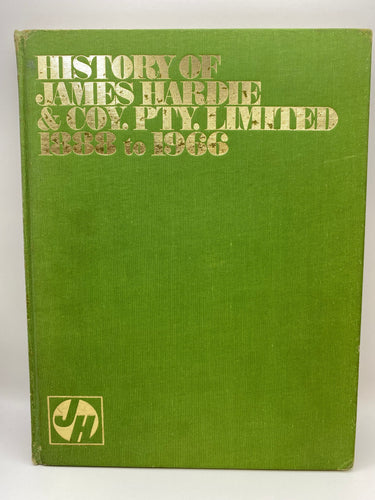 HISTORY OF
JAMES HARDIE
& COY. PTY. LIMITED
1888 to 1966
JH